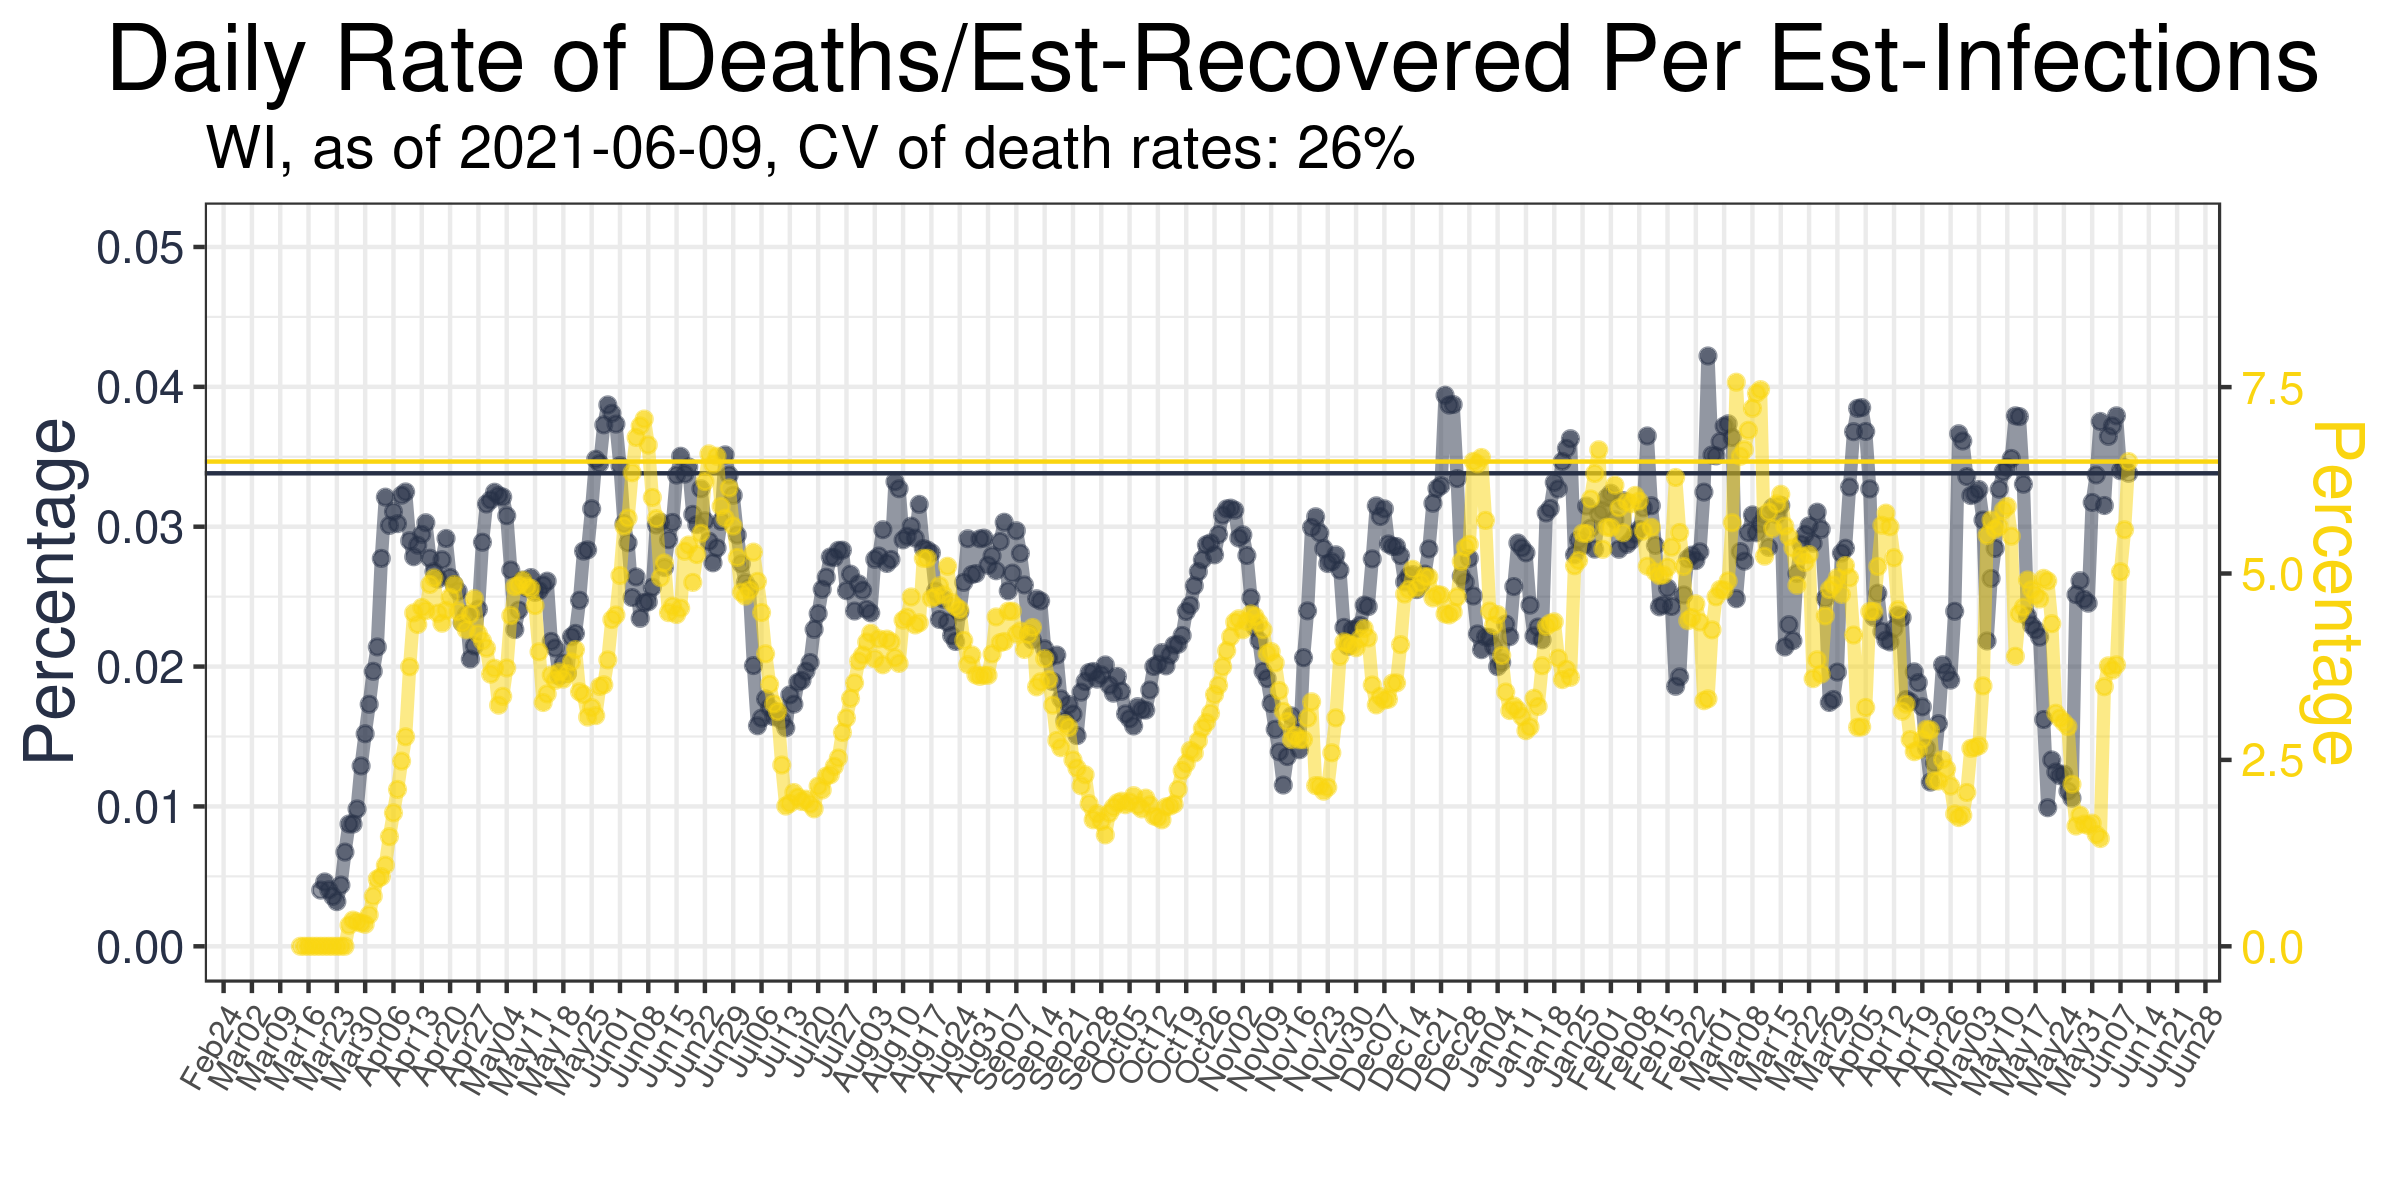 Daily Rate of Deaths/Est-Recovered Per Est-Infections
WI, as of 2021-06-09, CV of death rates: 26%
Percentage
0.05
0.04
0.03
0.02
0.01
0.00
7.5
5.0
2.5
0.0
Percentage
Feb24
Mar02
Mar09
Mar16
Mar23
Mar30
Apr06
Apr13
Apr20
Apr27
May04
May11
May18
May25
Jun01
Jun08
Jun15
Jun22
Jun29
Jul06
Jul13
Jul20
Jul27
Aug03
Aug10
Aug17
Aug24
Aug31
Sep07
Sep14
Sep21
Sep28
Oct05
Oct12
Oct19
Oct26
Nov02
Nov09
Nov16
Nov23
Nov30
Dec07
Dec14
Dec21
Dec28
Jan04
Jan11
Jan18
Jan25
Feb01
Feb08
Feb15
Feb22
Mar01
Mar08
Mar15
Mar22
Mar29
Apr05
Apr12
Apr19
Apr26
May03
May10
May17
May24
May31
Jun07
Jun14
Jun21
Jun28